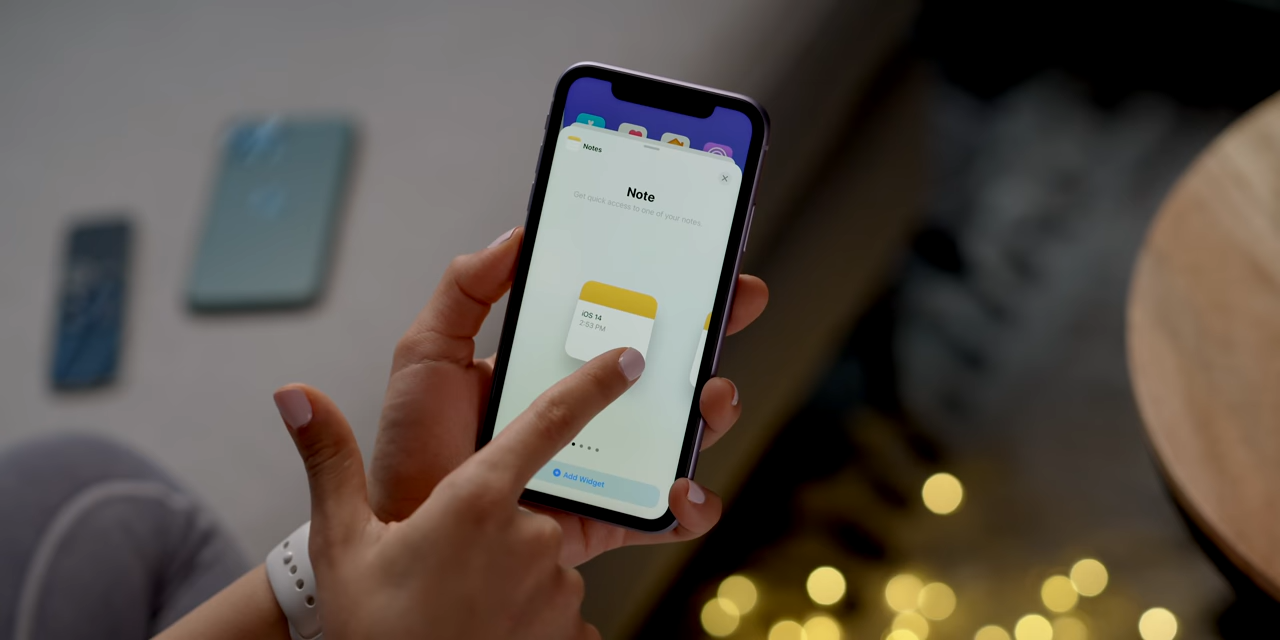 Notes
Note
Get quick access to one of your notes.
iOS 14
2:53 PM
Add Widget